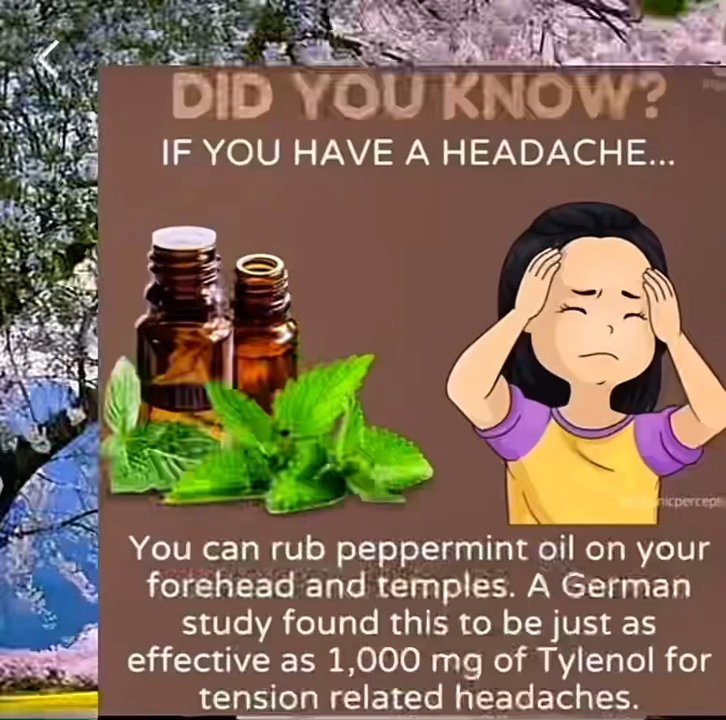 DID YOU KNOW?
IF YOU HAVE A HEADACHE...
You can rub peppermint oil on your
forehead and temples. A German
study found this to be just as
effective as 1,000 mg of Tylenol for
tension related headaches.